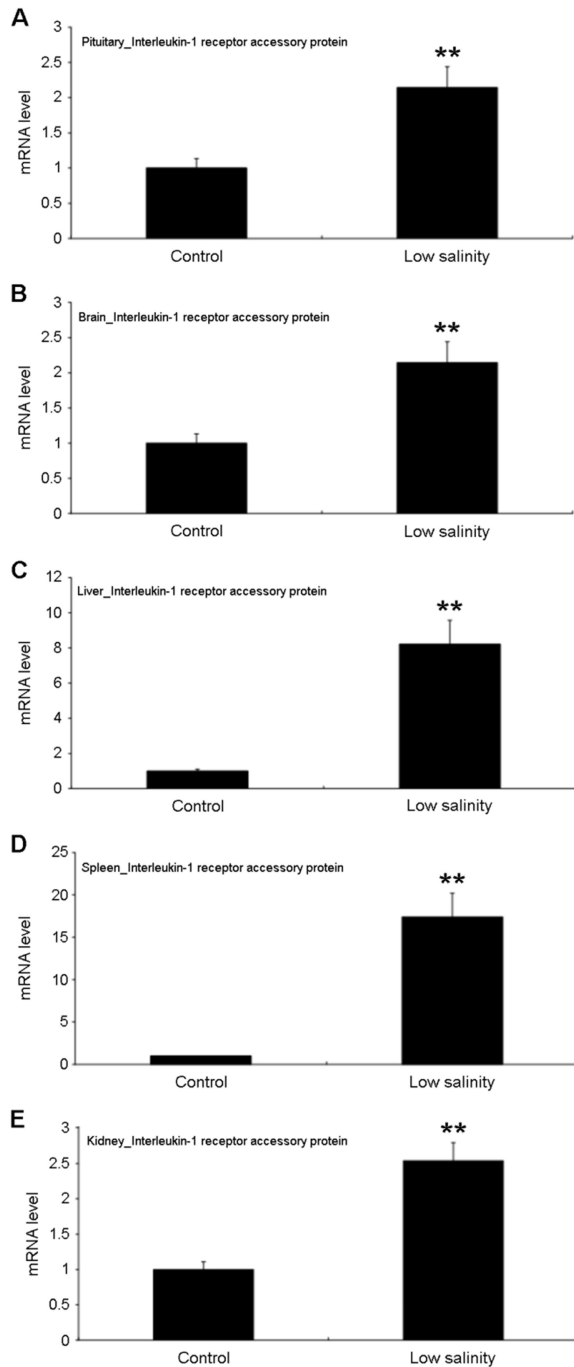 A
Pituitary_Interleukin-1 receptor accessory protein
**
mRNA level
3
2.5
2
1.5
1
0.5
0
Control
Low salinity
B
Brain_Interleukin-1 receptor accessory protein
**
mRNA level
3
2.5
2
1.5
1
0.5
0
Control
Low salinity
C
Liver_Interleukin-1 receptor accessory protein
**
mRNA level
12
10
8
6
4
2
0
Control
Low salinity
D
Spleen_Interleukin-1 receptor accessory protein
**
mRNA level
25
20
15
10
5
0
Control
Low salinity
E
Kidney_Interleukin-1 receptor accessory protein
**
mRNA level
3
2.5
2
1.5
1
0.5
0
Control
Low salinity